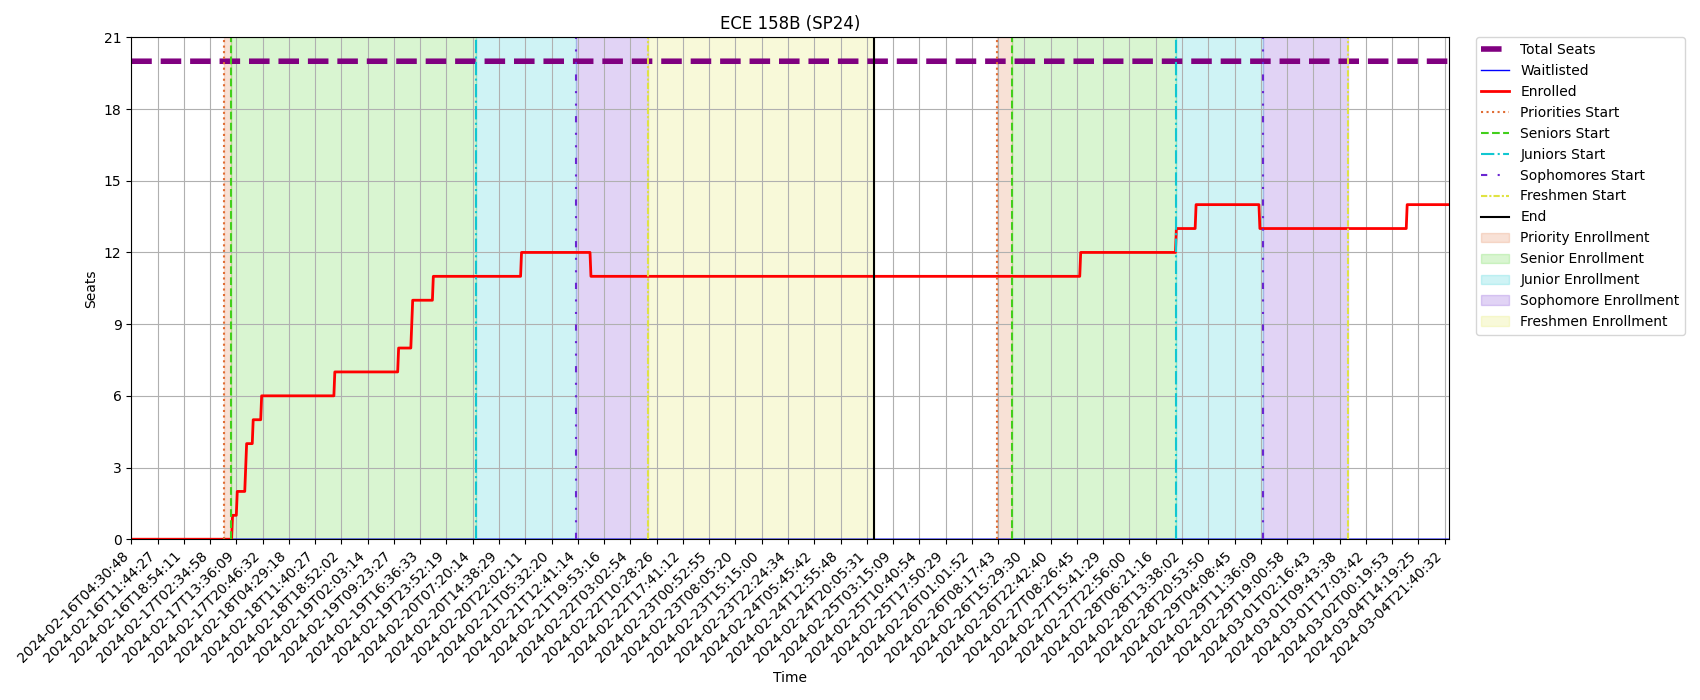 ECE 158B (SP24)
21
18
15
12
9
6
3
0
Seats
2024-02-16T04:30:48
2024-02-16T11:44:27
2024-02-16T18:54:11
2024-02-17T02:34:58
2024-02-17T13:36:09
2024-02-17T20:46:32
2024-02-18T04:29:18
2024-02-18T11:40:27
2024-02-18T18:52:02
2024-02-19T02:03:14
2024-02-19T09:23:27
2024-02-19T16:36:33
2024-02-19T23:52:19
2024-02-20T07:20:14
2024-02-20T14:38:29
2024-02-20T22:02:11
2024-02-21T05:32:20
2024-02-21T12:41:14
2024-02-21T19:53:16
2024-02-22T03:02:54
2024-02-22T10:28:26
2024-02-22T17:41:12
2024-02-23T00:52:55
2024-02-23T08:05:20
2024-02-23T15:15:00
2024-02-23T22:24:34
2024-02-24T05:45:42
2024-02-24T12:55:48
2024-02-24T20:05:31
2024-02-25T03:15:09
2024-02-25T10:40:54
2024-02-25T17:50:29
2024-02-26T01:01:52
2024-02-26T08:17:43
2024-02-26T15:29:30
2024-02-26T22:42:40
2024-02-27T08:26:45
2024-02-27T15:41:29
2024-02-27T22:56:00
2024-02-28T06:21:16
2024-02-28T13:38:02
2024-02-28T20:53:50
2024-02-29T04:08:45
2024-02-29T11:36:09
2024-02-29T19:00:58
2024-03-01T02:16:43
2024-03-01T09:43:38
2024-03-01T17:03:42
2024-03-02T00:19:53
2024-03-04T14:19:25
2024-03-04T21:40:32
Time
Total Seats
Waitlisted
Enrolled
Priorities Start
Seniors Start
Juniors Start
Sophomores Start
Freshmen Start
End
Priority Enrollment
Senior Enrollment
Junior Enrollment
Sophomore Enrollment
Freshmen Enrollment